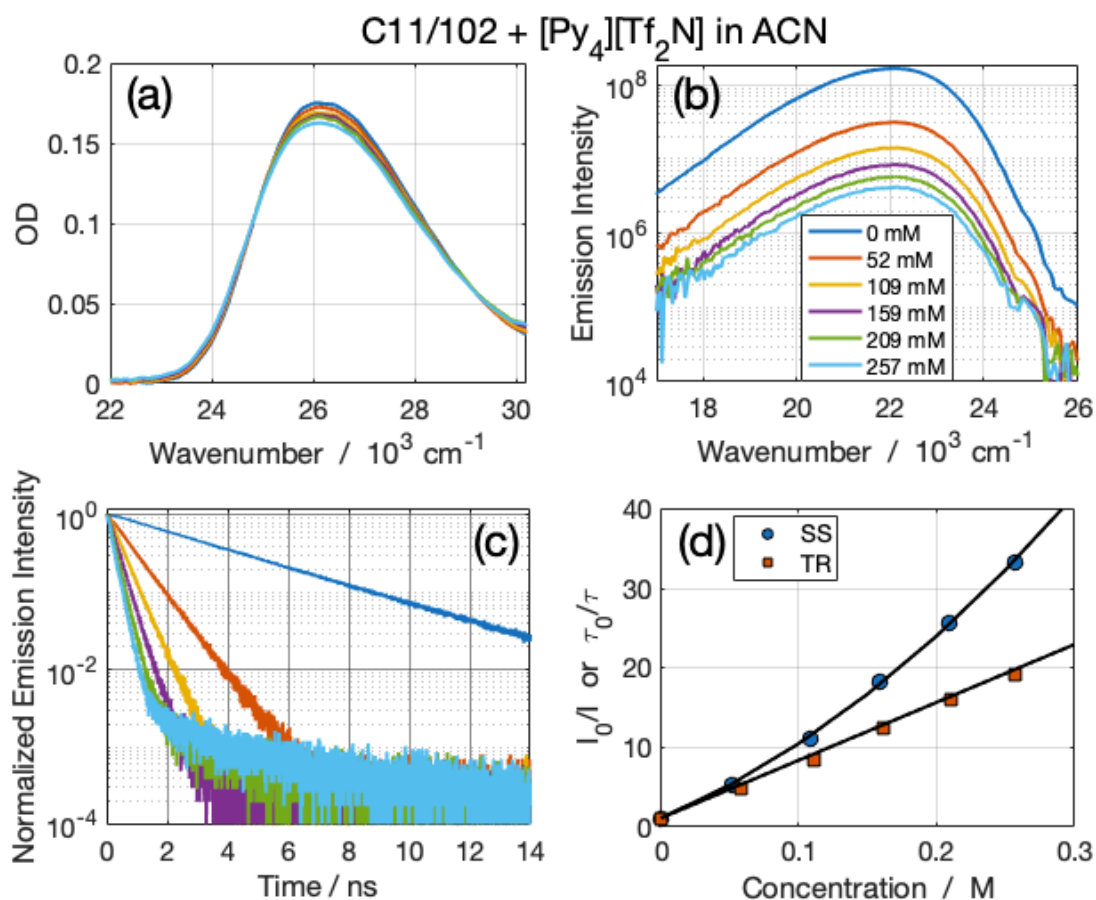 C11/102 + [Py₄][Tf₂N] in ACN
(a)
OD
0.2
0.15
0.1
0.05
0
22 24 26 28 30
Wavenumber / 10³ cm⁻¹
(b)
Emission Intensity
10⁸
10⁶
10⁴
0 mM
52 mM
109 mM
159 mM
209 mM
257 mM
18 20 22 24 26
Wavenumber / 10³ cm⁻¹
(c)
Normalized Emission Intensity
10⁰
10⁻²
10⁻⁴
0 2 4 6 8 10 12 14
Time / ns
(d)
SS
TR
I₀/I or τ₀/τ
40
30
20
10
0
0 0.1 0.2 0.3
Concentration / M